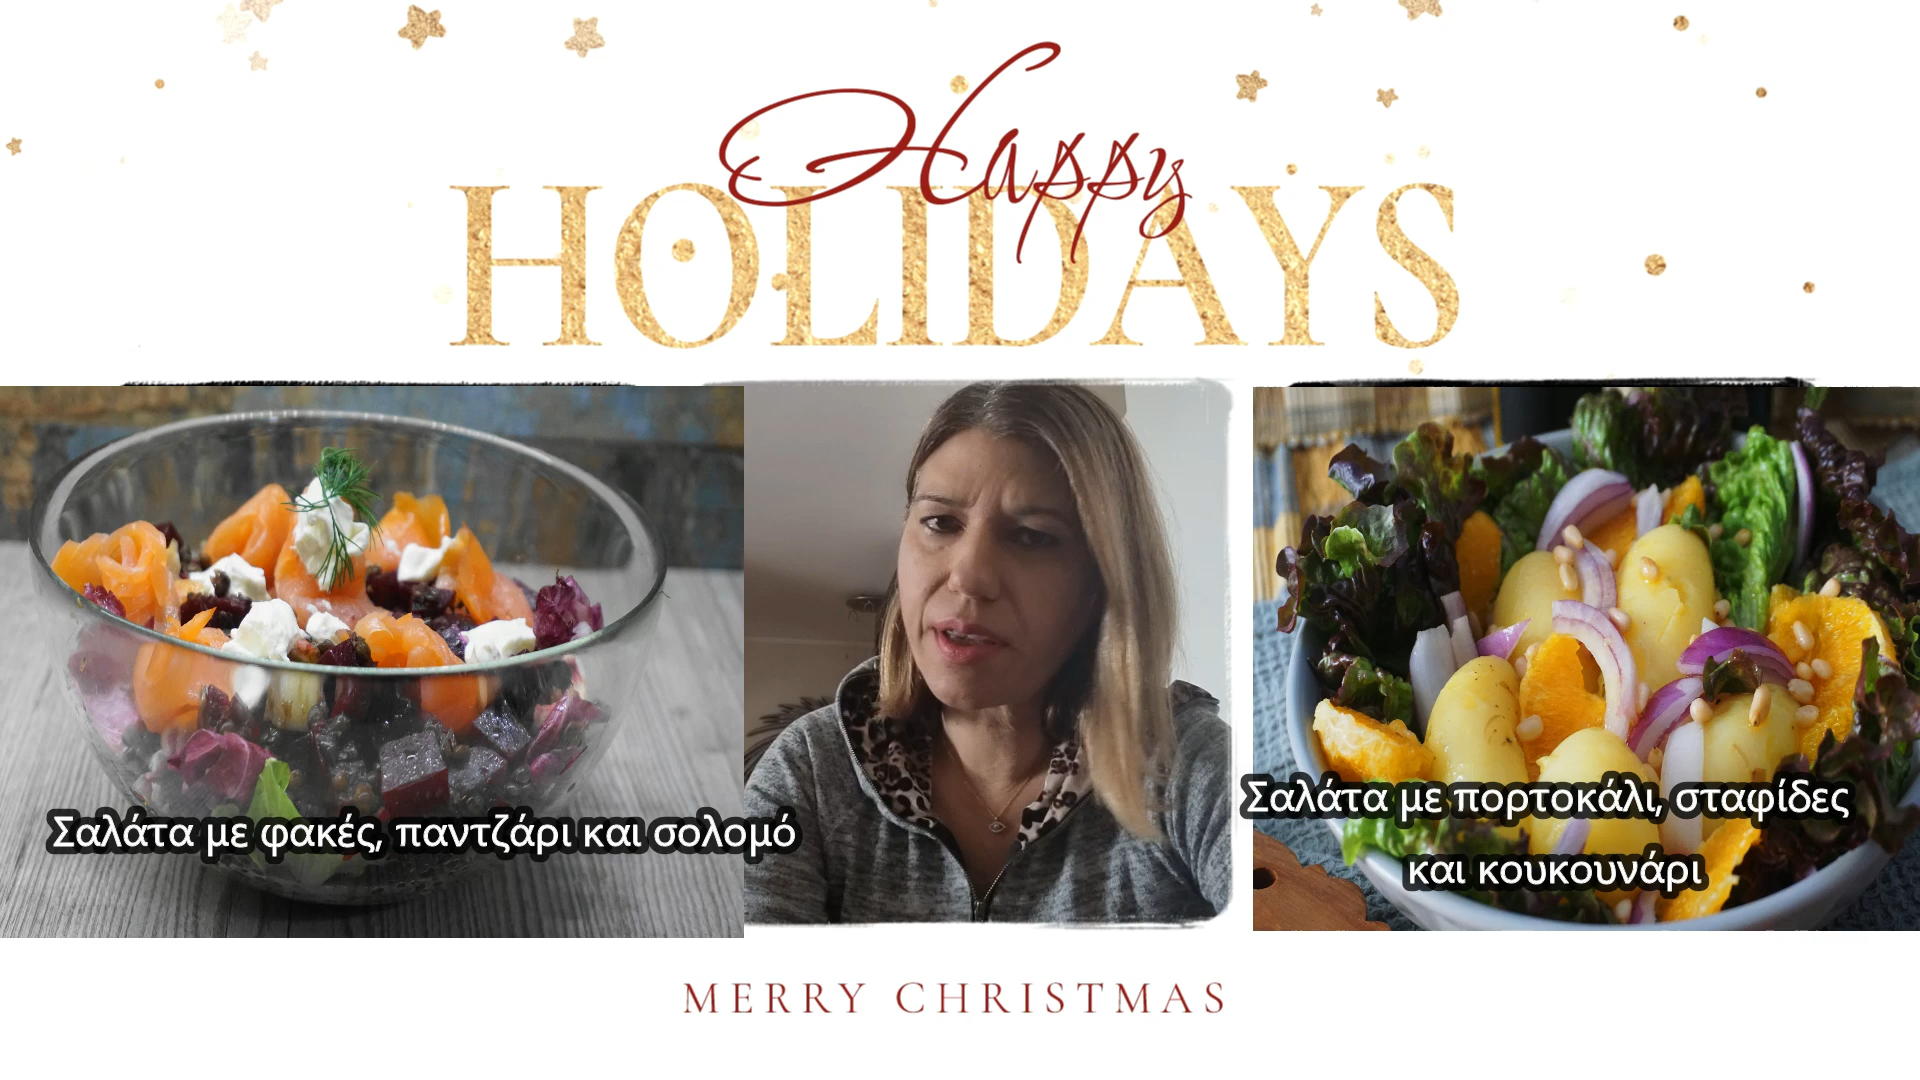 Happy
HOLIDAYS
Σαλάτα με φακές, παντζάρι και σολομό
Σαλάτα με πορτοκάλι, σταφίδες
και κουκουνάρι
MERRY CHRISTMAS